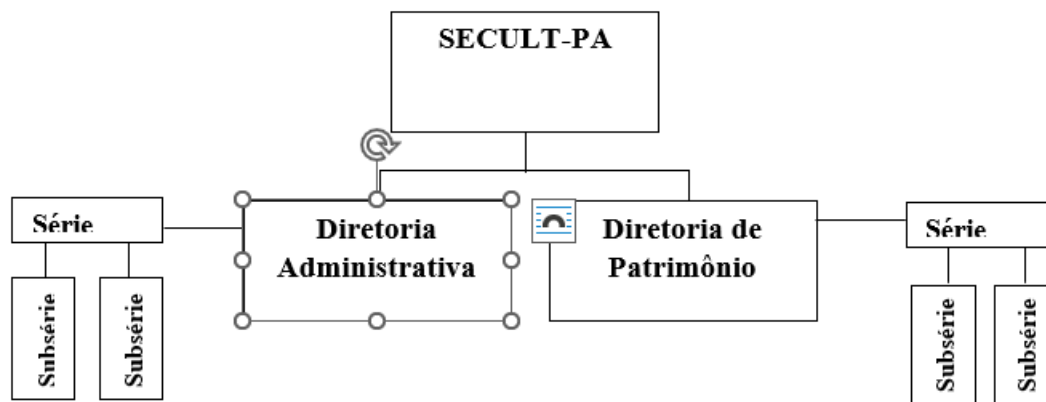 SECULT-PA
Série
Diretoria
Administrativa
Diretoria de
Patrimônio
Série
Subsérie
Subsérie
Subsérie
Subsérie